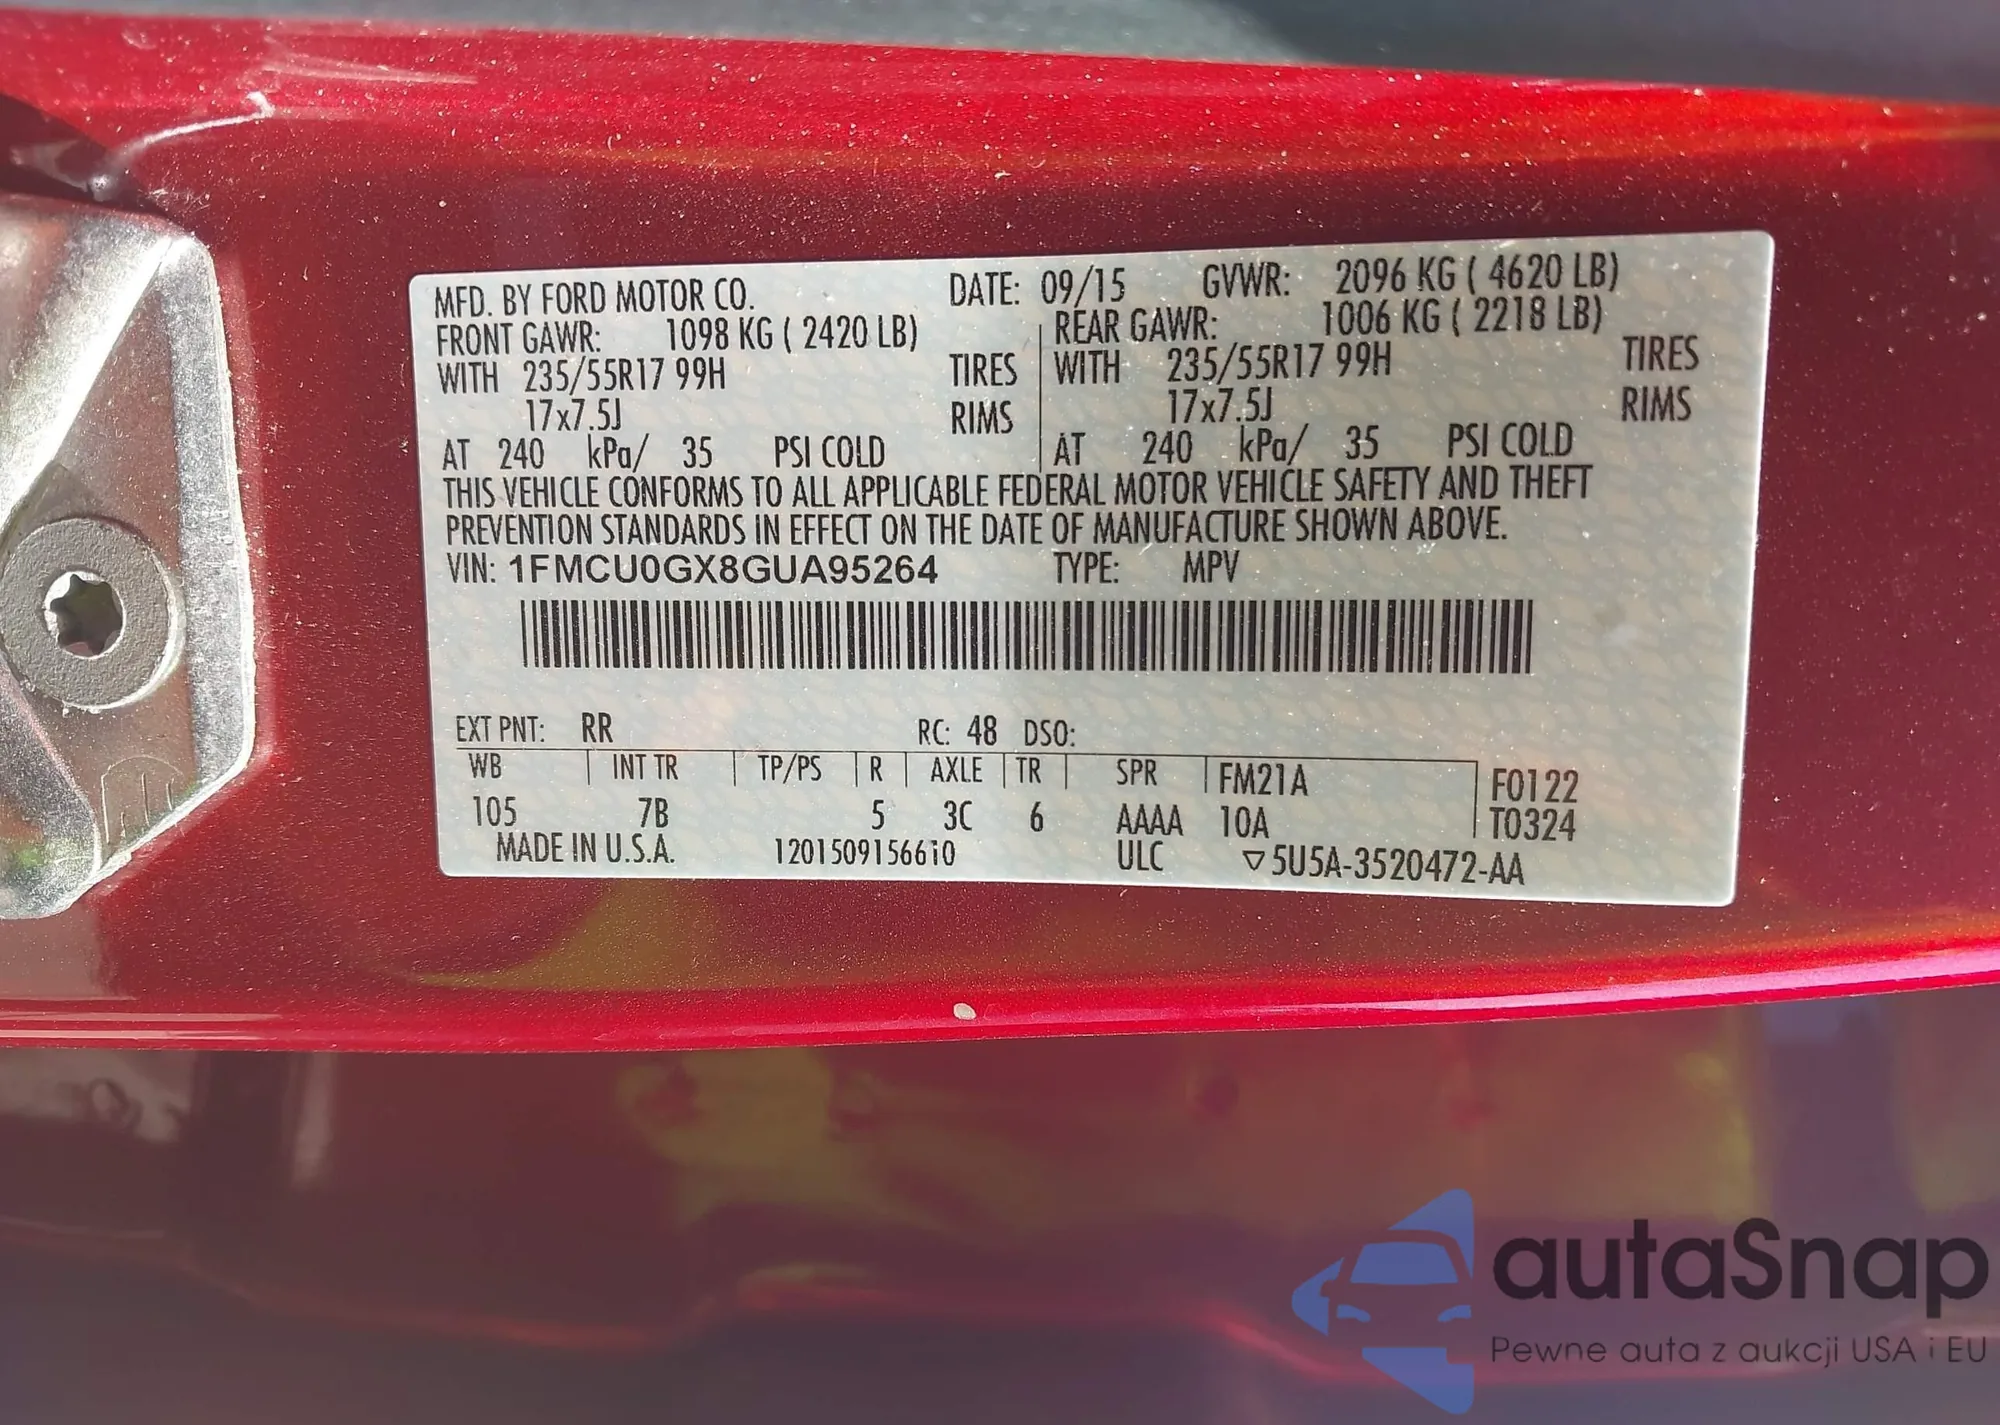 MFD. BY FORD MOTOR CO. DATE: 09/15 GVWR: 2096 KG ( 4620 LB)
FRONT GAWR: 1098 KG ( 2420 LB) REAR GAWR: 1006 KG ( 2218 LB)
WITH 235/55R17 99H TIRES WITH 235/55R17 99H TIRES
17x7.5J RIMS 17x7.5J RIMS
AT 240 kPa/ 35 PSI COLD AT 240 kPa/ 35 PSI COLD
THIS VEHICLE CONFORMS TO ALL APPLICABLE FEDERAL MOTOR VEHICLE SAFETY AND THEFT
PREVENTION STANDARDS IN EFFECT ON THE DATE OF MANUFACTURE SHOWN ABOVE.
VIN: 1FMCU0GX8GUA95264 TYPE: MPV
EXT PNT: RR RC: 48 DSO:
WB INT TR TP/PS R AXLE TR SPR FM21A F0122
105 7B 5 3C 6 AAAA 10A T0324
MADE IN U.S.A. 1201509156610 ULC ▽5U5A-3520472-AA
autaSnap
Pewne auta z aukcji USA i EU